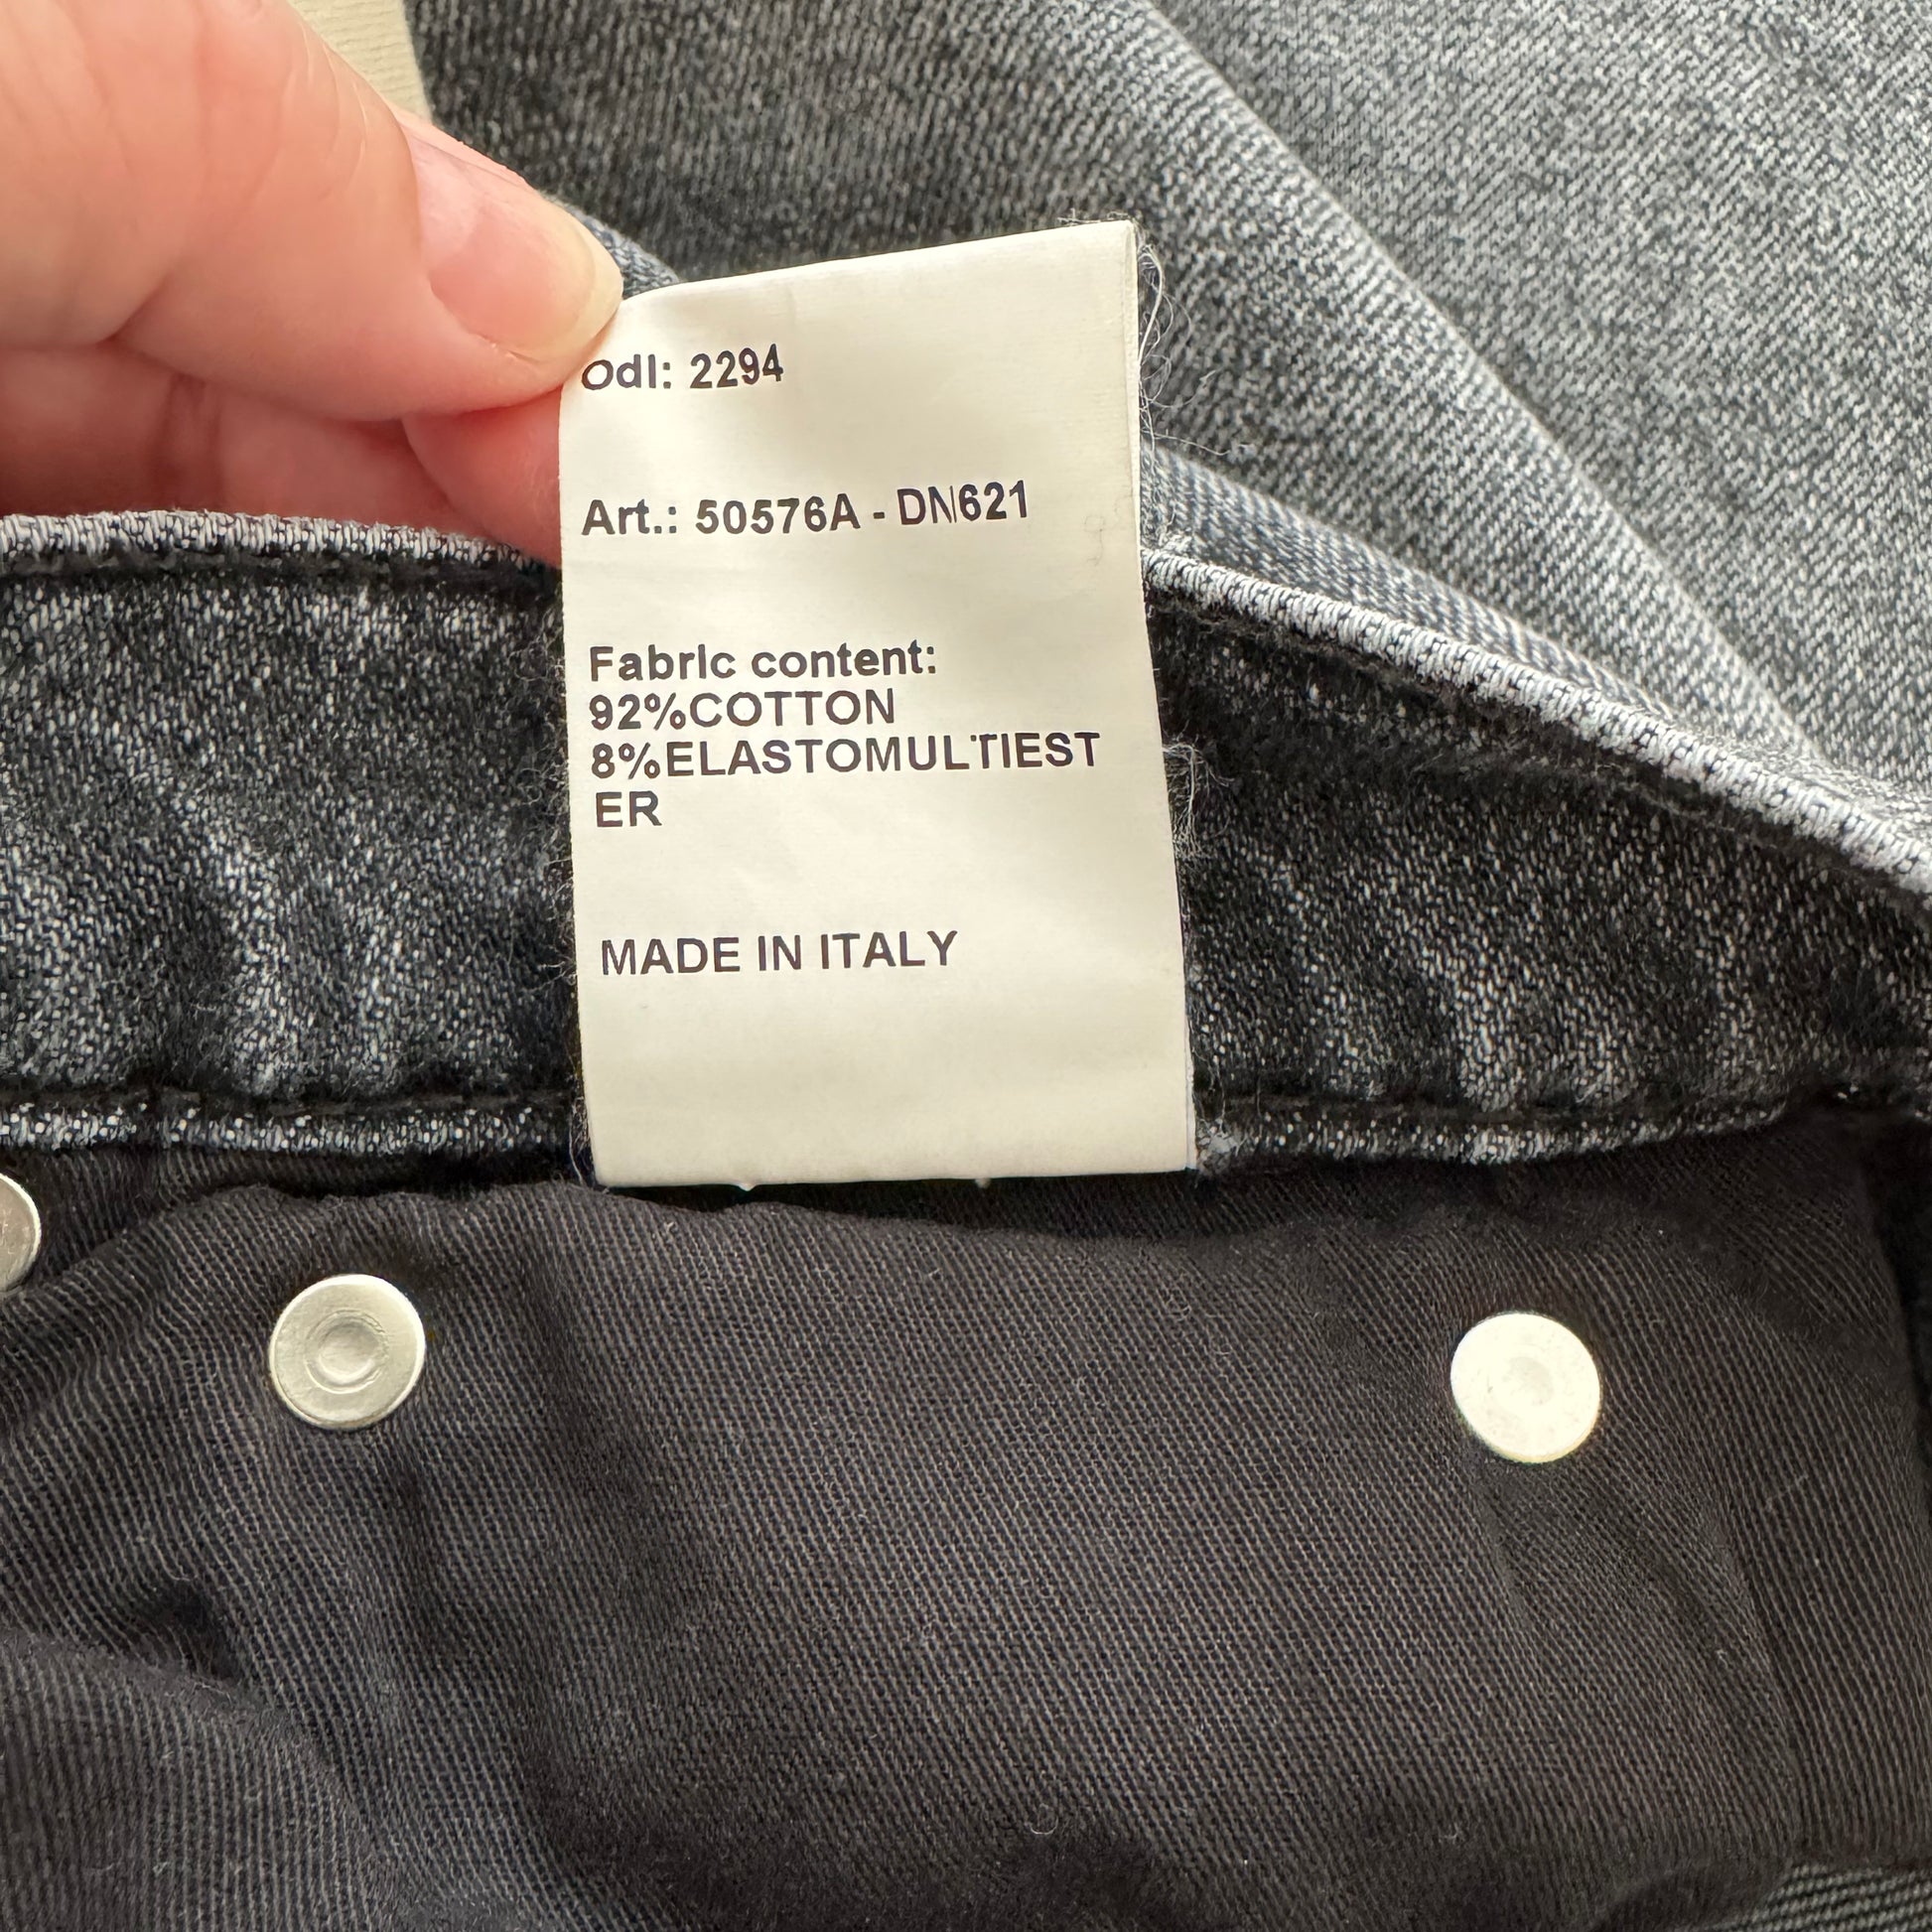 Odl: 2294
Art.: 50576A - DN621
Fabric content:
92%COTTON
8%ELASTOMULTIEST
ER
MADE IN ITALY